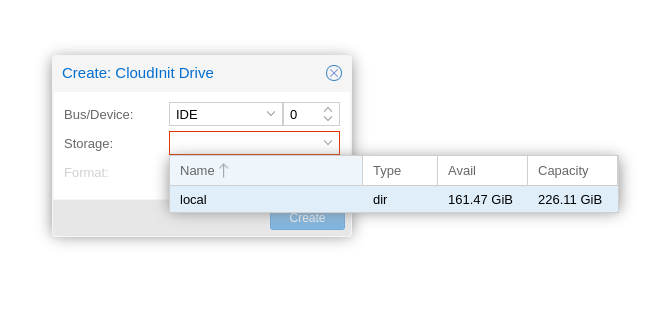 Create: CloudInit Drive
Bus/Device: IDE 0
Storage:
Format:
Name Type Avail Capacity
local dir 161.47 GiB 226.11 GiB
Create